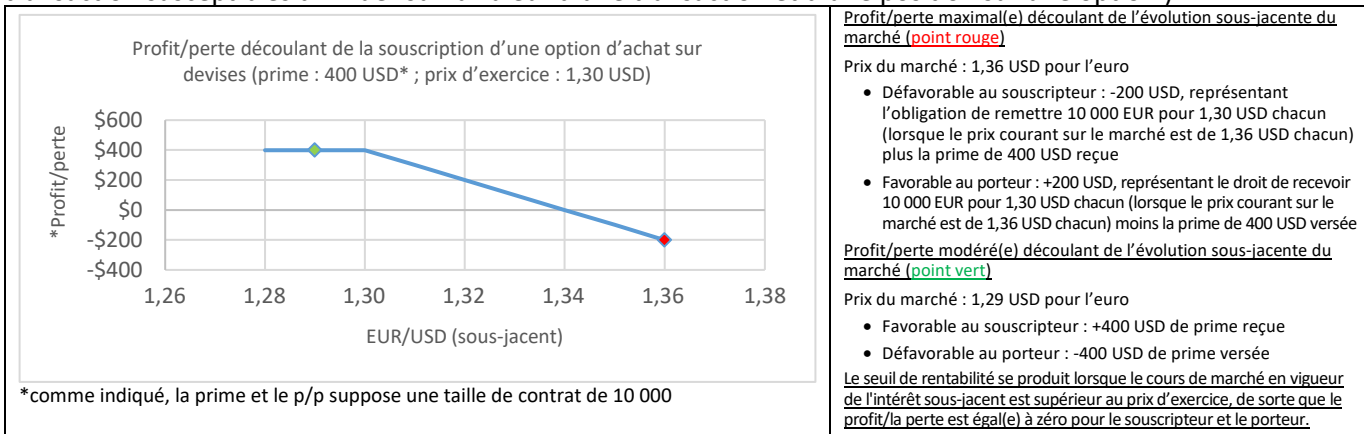 Profit/perte découlant de la souscription d'une option d'achat sur
devises (prime : 400 USD* ; prix d'exercice : 1,30 USD)
*Profit/perte
$600
$400
$200
$0
-$200
-$400
1,26 1,28 1,30 1,32 1,34 1,36 1,38
EUR/USD (sous-jacent)
*comme indiqué, la prime et le p/p suppose une taille de contrat de 10 000
Profit/perte maximal(e) découlant de l'évolution sous-jacente du
marché (point rouge)
Prix du marché : 1,36 USD pour l'euro
• Défavorable au souscripteur : -200 USD, représentant
l'obligation de remettre 10 000 EUR pour 1,30 USD chacun
(lorsque le prix courant sur le marché est de 1,36 USD chacun)
plus la prime de 400 USD reçue
• Favorable au porteur : +200 USD, représentant le droit de recevoir
10 000 EUR pour 1,30 USD chacun (lorsque le prix courant sur le
marché est de 1,36 USD chacun) moins la prime de 400 USD versée
Profit/perte modéré(e) découlant de l'évolution sous-jacente du
marché (point vert)
Prix du marché : 1,29 USD pour l'euro
• Favorable au souscripteur : +400 USD de prime reçue
• Défavorable au porteur : -400 USD de prime versée
Le seuil de rentabilité se produit lorsque le cours de marché en vigueur
de l'intérêt sous-jacent est supérieur au prix d'exercice, de sorte que le
profit/la perte est égal(e) à zéro pour le souscripteur et le porteur.